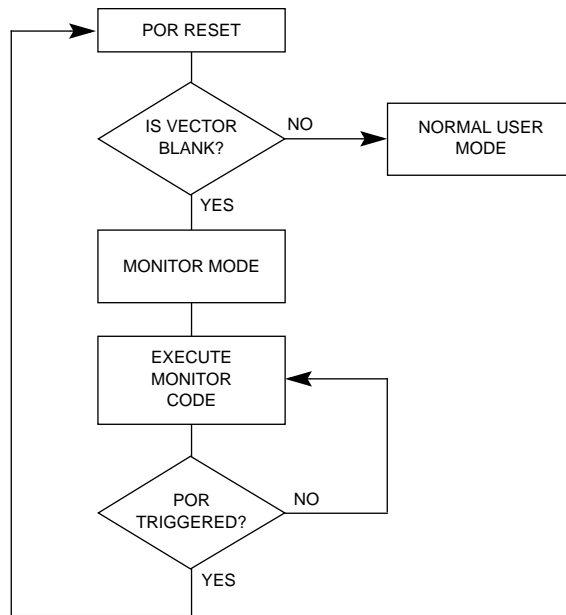 POR RESET
IS VECTOR
BLANK?
NO
NORMAL USER
MODE
YES
MONITOR MODE
EXECUTE
MONITOR
CODE
POR
TRIGGERED?
NO
YES